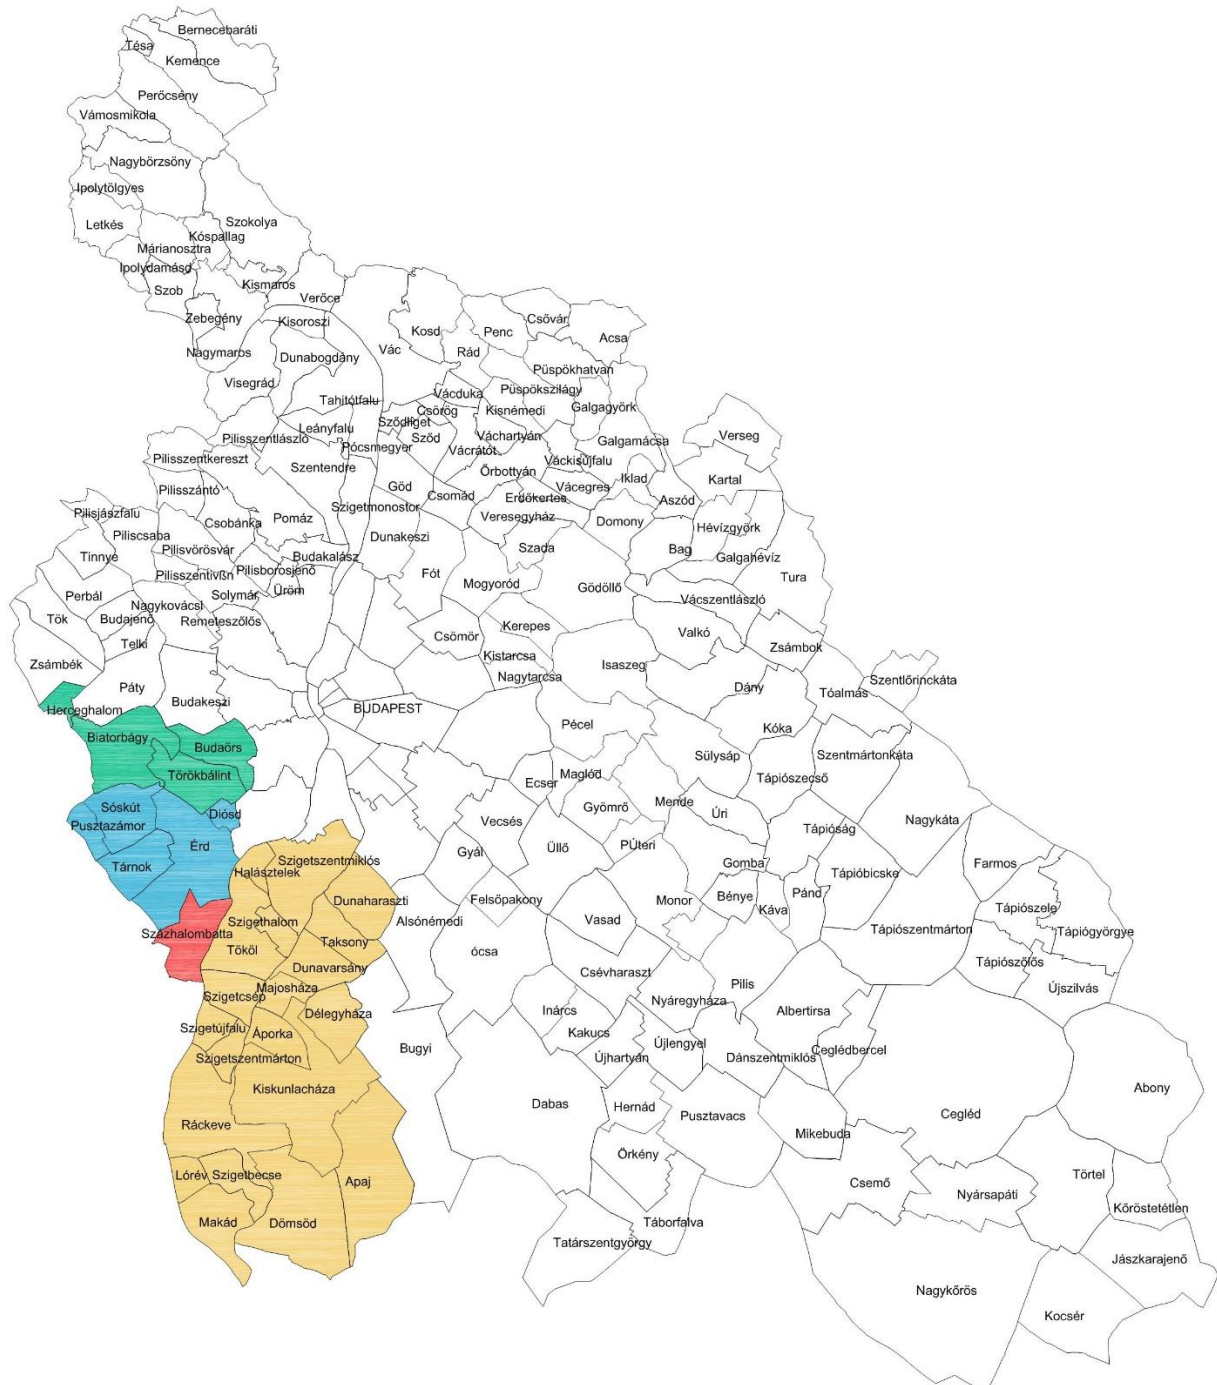 Bernecebaráti
Tésa
Kemence
Perőcsény
Vámosmikola
Nagybörzsöny
Ipolytölgyes
Letkés
Szokolya
Kóspallag
Márianosztra
Ipolydamásd
Szob
Kismaros
Verőce
Zebegény
Kisoroszi
Nagymaros
Dunabogdány
Visegrád
Tahitótfalu
Vác
Kosd
Penc
Csővár
Acsa
Rád
Püspökhatvan
Püspökszilágy
Vácduka
Kisnémedi
Galgagyörk
Csörög
Sződliget
Sződ
Váchartyán
Galgamácsa
Verseg
Leányfalu
Pilisszentlászló
Pócsmegyer
Vácrátót
Váckisújfalu
Pilisszentkereszt
Szentendre
Őrbottyán
Vácegres
Iklad
Kartal
Pilisszántó
Göd
Csomád
Erdőkertes
Aszód
Pilisjászfalu
Szigetmonostor
Veresegyház
Domony
Hévízgyörk
Piliscsaba
Csobánka
Pomáz
Dunakeszi
Szada
Bag
Galgahévíz
Tinnye
Pilisvörösvár
Budakalász
Pilisszentivßn
Pilisborosjenő
Fót
Mogyoród
Gödöllő
Tura
Perbál
Solymár
Üröm
Nagykovácsi
Vácszentlászló
Tök
Budajenő
Remeteszőlős
Kerepes
Valkó
Telki
Csömör
Zsámbok
Zsámbék
Kistarcsa
Isaszeg
Nagytarcsa
Szentlőrinckáta
Páty
Dány
Tóalmás
Budakeszi
Herceghalom
BUDAPEST
Pécel
Kóka
Biatorbágy
Budaörs
Sülysáp
Szentmártonkáta
Törökbálint
Ecser
Maglód
Tápiószecső
Sóskút
Diósd
Gyömrő
Mende
Úri
Pusztazámor
Vecsés
Tápióság
Nagykáta
Érd
Üllő
PÚteri
Tárnok
Gyál
Gomba
Tápióbicske
Farmos
Szigetszentmiklós
Halásztelek
Felsőpakony
Monor
Bénye
Pánd
Dunaharaszti
Káva
Tápiószele
Szigethalom
Alsónémedi
Vasad
Tápiószentmárton
Tápiógyörgye
Százhalombatta
Taksony
Tököl
ócsa
Tápiószőlős
Dunavarsány
Csévharaszt
Majosháza
Nyáregyháza
Pilis
Újszilvás
Szigetcsép
Délegyháza
Inárcs
Albertirsa
Szigetújfalu
Áporka
Kakucs
Bugyi
Újlengyel
Ceglédbercel
Szigetszentmárton
Újhartyán
Dánszentmiklós
Kiskunlacháza
Abony
Dabas
Hernád
Pusztavacs
Cegléd
Ráckeve
Mikebuda
Örkény
Lórév
Szigetbecse
Apaj
Csemő
Törtel
Nyársapáti
Makád
Dömsöd
Táborfalva
Kőröstetétlen
Tatárszentgyörgy
Jászkarajenő
Nagykőrös
Kocsér